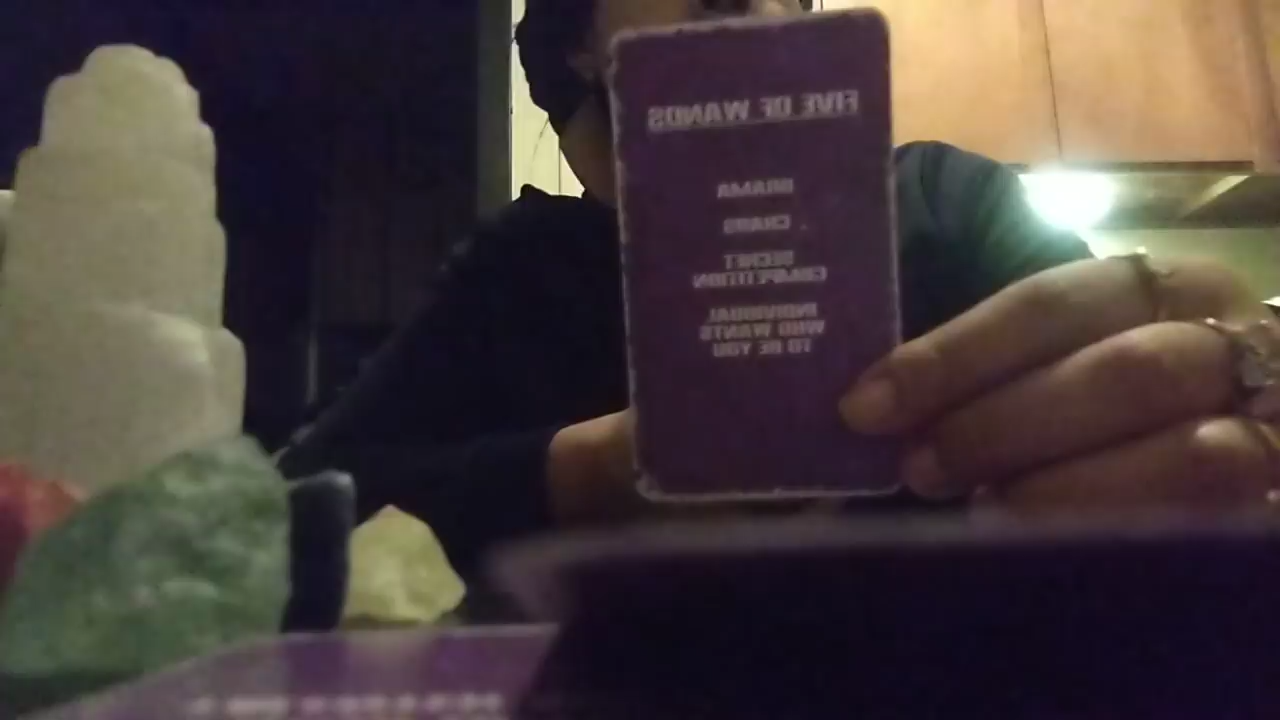 FIVE OF WANDS
DRAMA
CHAOS
SECRET
COMPETITION
INDIVIDUAL
WHO WANTS
TO BE YOU